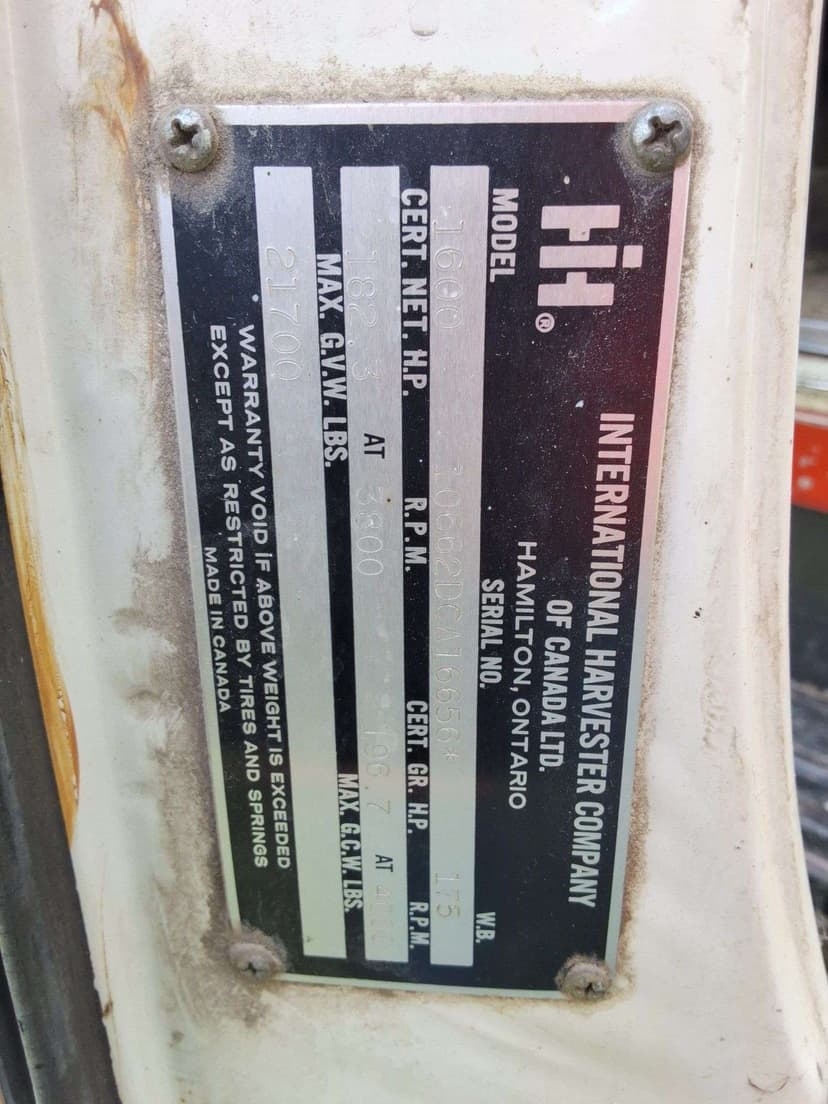 IH ®
INTERNATIONAL HARVESTER COMPANY
OF CANADA LTD.
HAMILTON, ONTARIO
MODEL SERIAL NO. W.B.
1600 10662DCA16656* 175
CERT. NET. H.P. R.P.M. CERT. GR. H.P. R.P.M.
182.3 AT 3800 196.7 AT
MAX. G.V.W. LBS. MAX. G.C.W. LBS.
21700
WARRANTY VOID IF ABOVE WEIGHT IS EXCEEDED
EXCEPT AS RESTRICTED BY TIRES AND SPRINGS
MADE IN CANADA